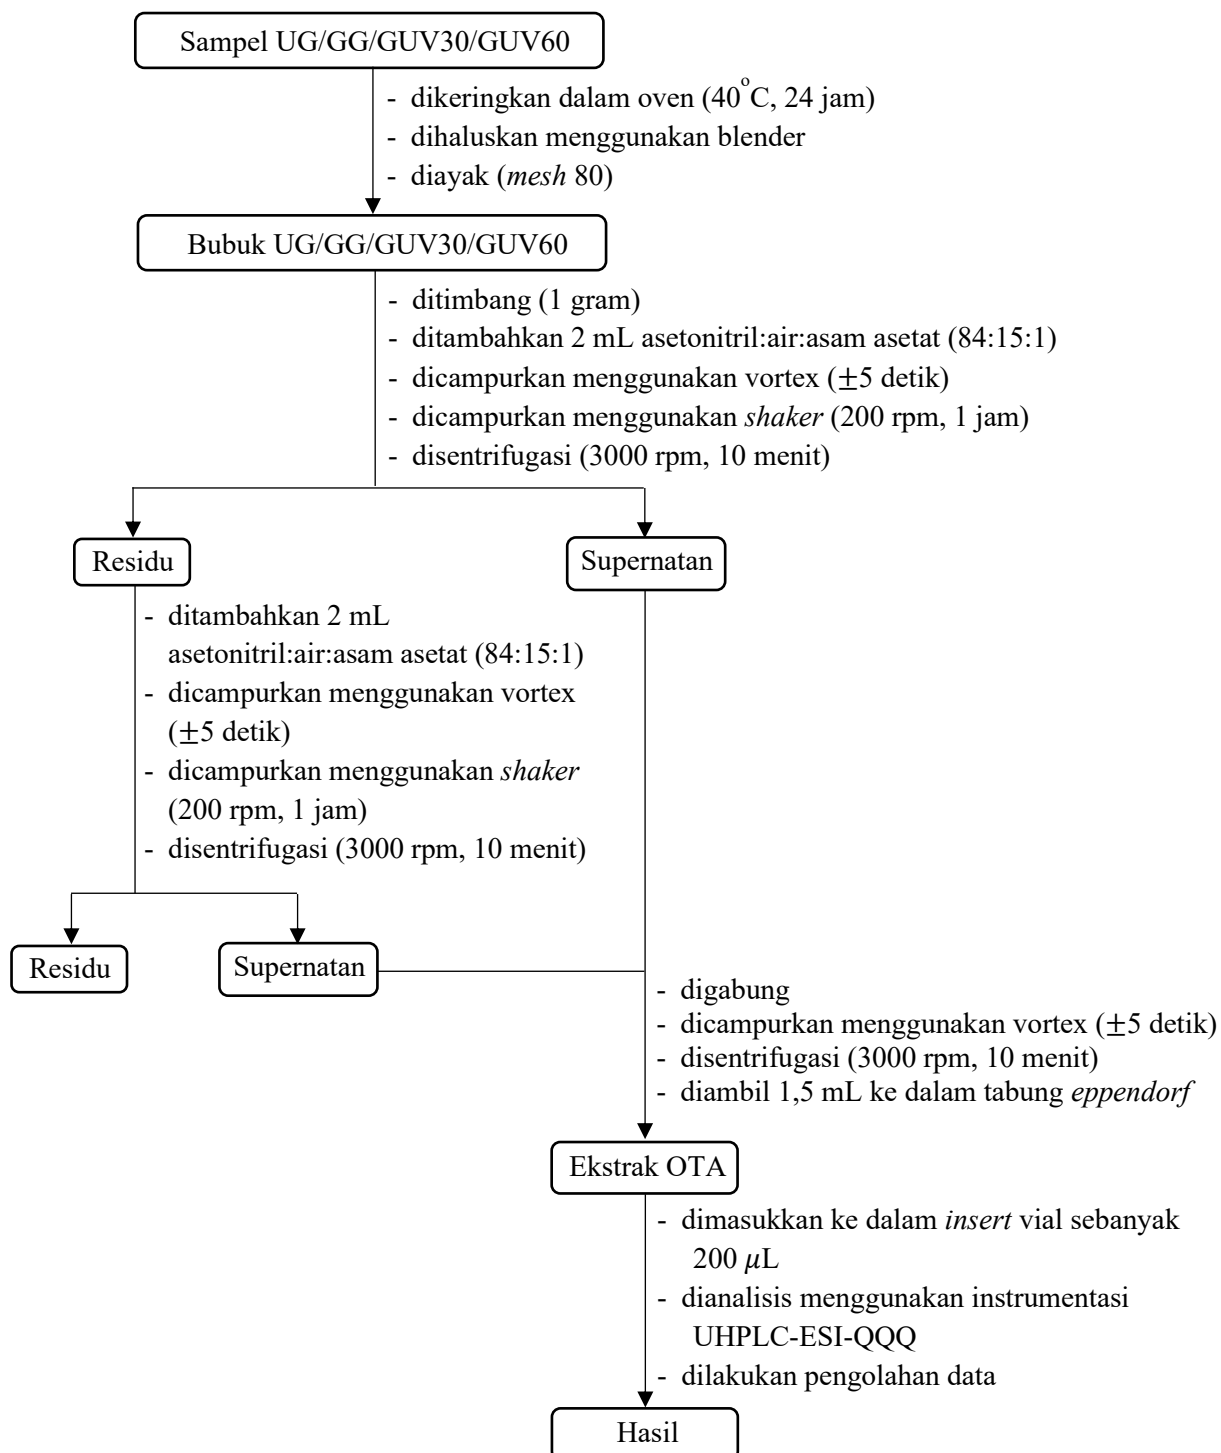 Sampel UG/GG/GUV30/GUV60
- dikeringkan dalam oven (40°C, 24 jam)
- dihaluskan menggunakan blender
- diayak (mesh 80)
Bubuk UG/GG/GUV30/GUV60
- ditimbang (1 gram)
- ditambahkan 2 mL asetonitril:air:asam asetat (84:15:1)
- dicampurkan menggunakan vortex (±5 detik)
- dicampurkan menggunakan shaker (200 rpm, 1 jam)
- disentrifugasi (3000 rpm, 10 menit)
Residu
Supernatan
- ditambahkan 2 mL
asetonitril:air:asam asetat (84:15:1)
- dicampurkan menggunakan vortex
(±5 detik)
- dicampurkan menggunakan shaker
(200 rpm, 1 jam)
- disentrifugasi (3000 rpm, 10 menit)
Residu
Supernatan
- digabung
- dicampurkan menggunakan vortex (±5 detik)
- disentrifugasi (3000 rpm, 10 menit)
- diambil 1,5 mL ke dalam tabung eppendorf
Ekstrak OTA
- dimasukkan ke dalam insert vial sebanyak
200 μL
- dianalisis menggunakan instrumentasi
UHPLC-ESI-QQQ
- dilakukan pengolahan data
Hasil